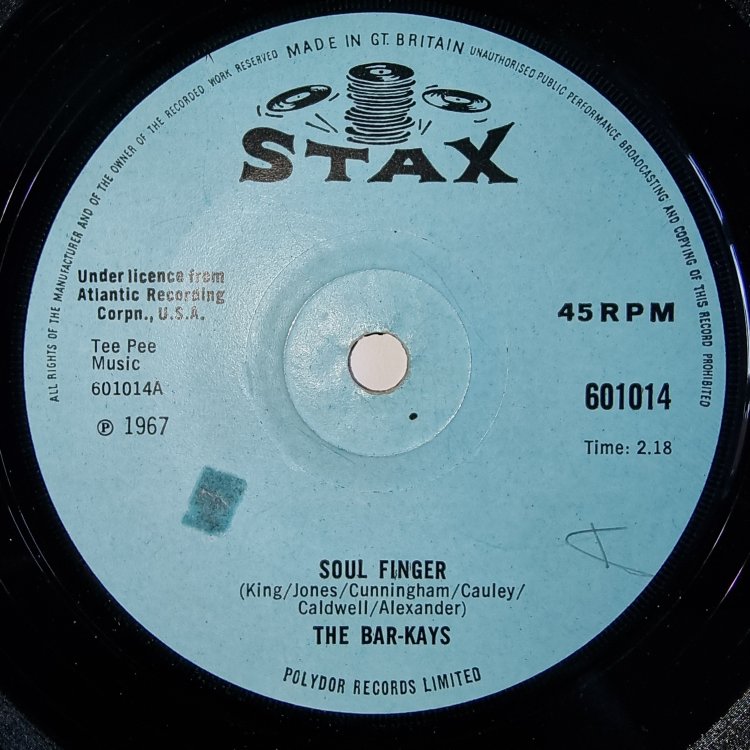 ALL RIGHTS OF THE MANUFACTURER AND OF THE OWNER OF THE RECORDED WORK RESERVED
MADE IN GT. BRITAIN
UNAUTHORISED PUBLIC PERFORMANCE BROADCASTING AND COPYING OF THIS RECORD PROHIBITED
STAX
Under licence from
Atlantic Recording
Corpn., U.S.A.
Tee Pee
Music
601014A
℗ 1967
45 RPM
601014
Time: 2.18
SOUL FINGER
(King/Jones/Cunningham/Cauley/
Caldwell/Alexander)
THE BAR-KAYS
POLYDOR RECORDS LIMITED